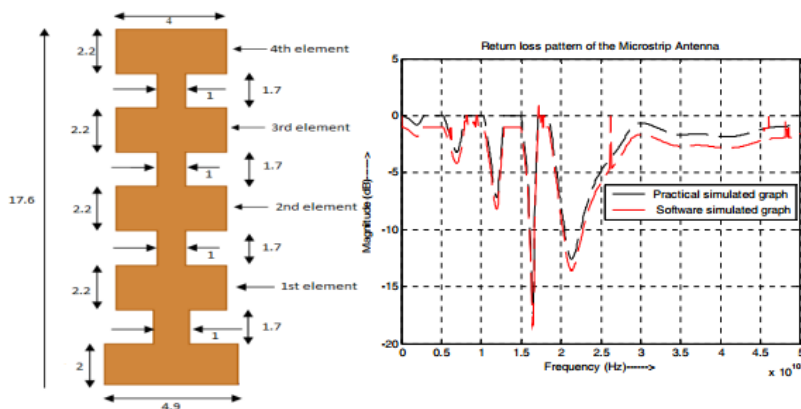 4
2.2
4th element
1.7
1
2.2
3rd element
1.7
1
17.6
2.2
2nd element
1.7
1
2.2
1st element
1.7
1
2
4.9
Return loss pattern of the Microstrip Antenna
5
0
-5
-10
-15
-20
Magnitude (dB)----->
Practical simulated graph
Software simulated graph
0 0.5 1 1.5 2 2.5 3 3.5 4 4.5 5
Frequency (Hz)------>
x 10